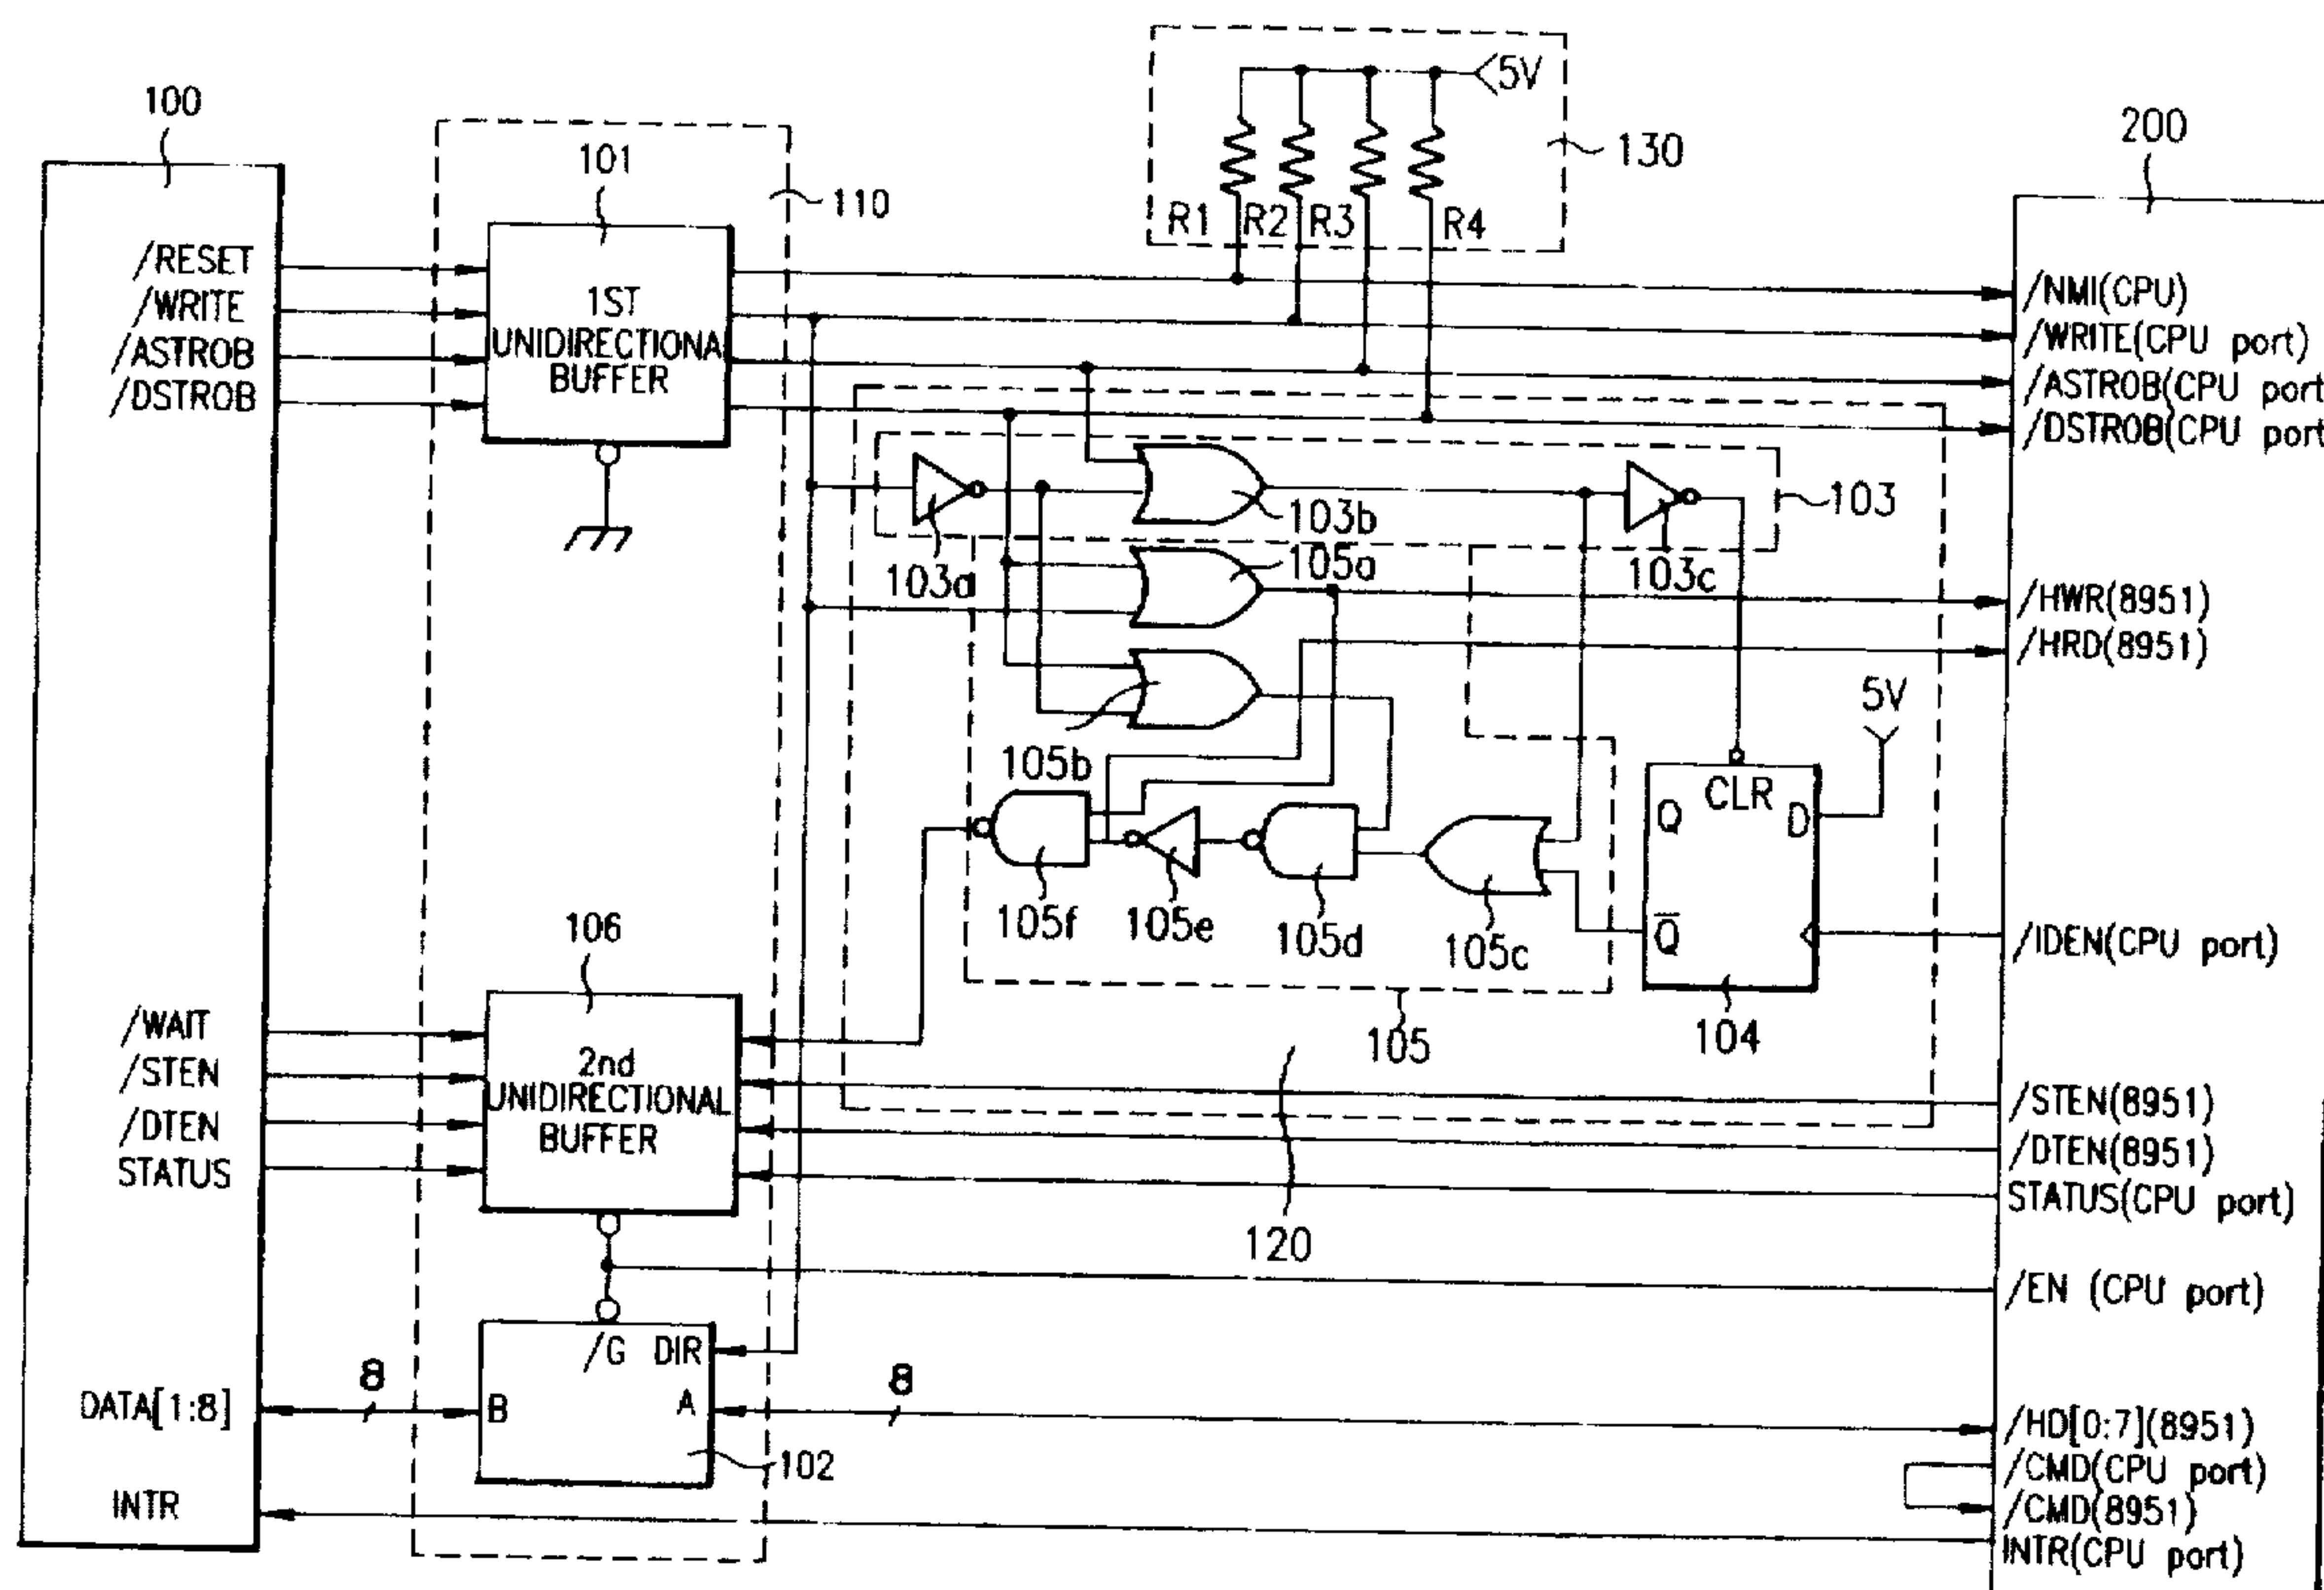 100
/RESET
/WRITE
/ASTROB
/DSTROB
/WAIT
/STEN
/DTEN
STATUS
DATA[1:8]
INTR
110
101
1ST
UNIDIRECTIONA
BUFFER
106
2nd
UNIDIRECTIONAL
BUFFER
/G DIR
B A
102
8
8
5V
R1 R2 R3 R4
130
103a
103b
103c
103
105a
105b
105f
105e
105d
105c
105
CLR
Q D
Q̅
5V
104
120
200
/NMI(CPU)
/WRITE(CPU port)
/ASTROB(CPU port
/DSTROB(CPU port
/HWR(8951)
/HRD(8951)
/IDEN(CPU port)
/STEN(8951)
/DTEN(8951)
STATUS(CPU port)
/EN (CPU port)
/HD[0:7](8951)
/CMD(CPU port)
/CMD(8951)
INTR(CPU port)